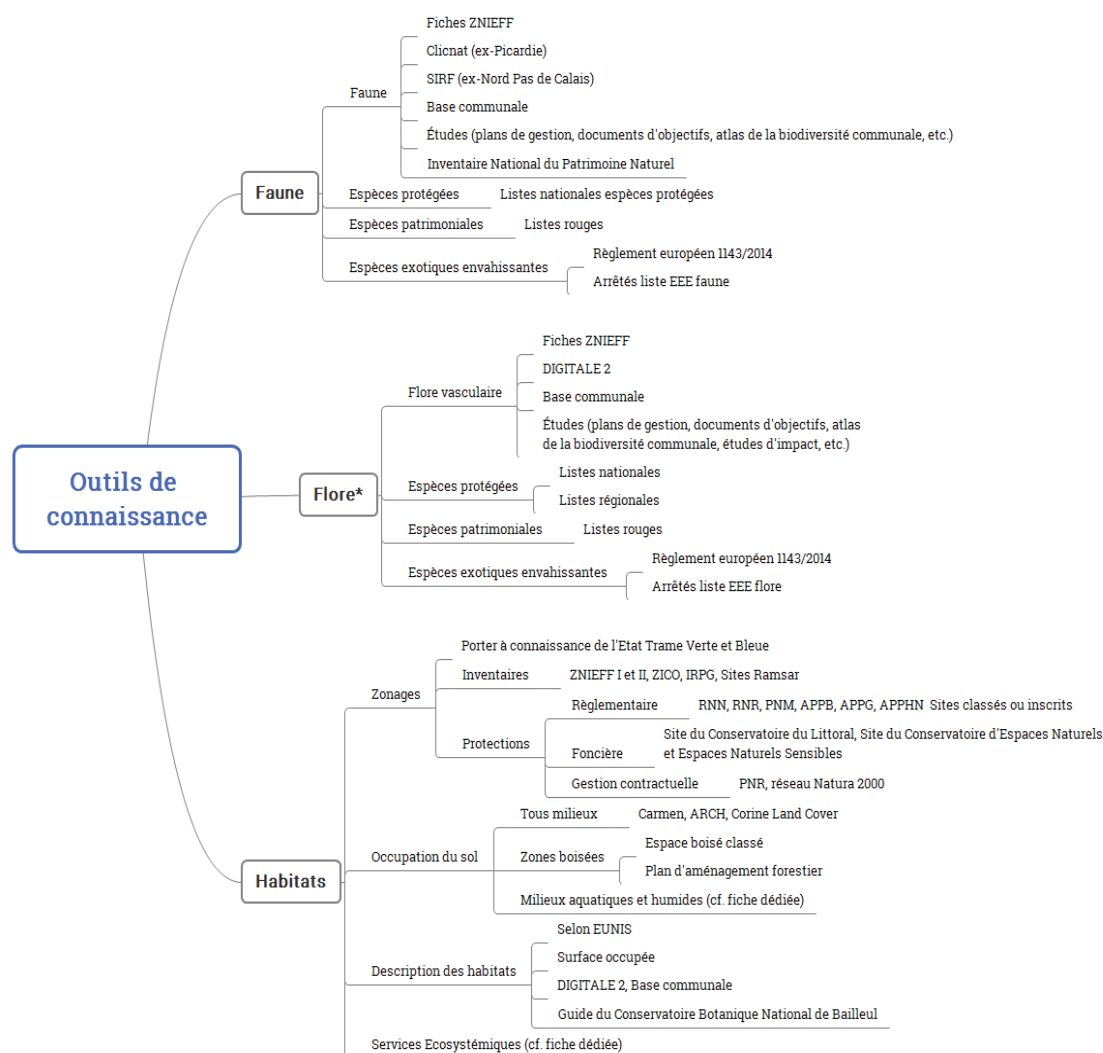 Outils de
connaissance
Faune
Faune
Fiches ZNIEFF
Clicnat (ex-Picardie)
SIRF (ex-Nord Pas de Calais)
Base communale
Études (plans de gestion, documents d'objectifs, atlas de la biodiversité communale, etc.)
Inventaire National du Patrimoine Naturel
Espèces protégées
Listes nationales espèces protégées
Espèces patrimoniales
Listes rouges
Espèces exotiques envahissantes
Règlement européen 1143/2014
Arrêtés liste EEE faune
Flore*
Flore vasculaire
Fiches ZNIEFF
DIGITALE 2
Base communale
Études (plans de gestion, documents d'objectifs, atlas
de la biodiversité communale, études d'impact, etc.)
Espèces protégées
Listes nationales
Listes régionales
Espèces patrimoniales
Listes rouges
Espèces exotiques envahissantes
Règlement européen 1143/2014
Arrêtés liste EEE flore
Habitats
Zonages
Porter à connaissance de l'Etat Trame Verte et Bleue
Inventaires
ZNIEFF I et II, ZICO, IRPG, Sites Ramsar
Protections
Règlementaire
RNN, RNR, PNM, APPB, APPG, APPHN Sites classés ou inscrits
Foncière
Site du Conservatoire du Littoral, Site du Conservatoire d'Espaces Naturels
et Espaces Naturels Sensibles
Gestion contractuelle
PNR, réseau Natura 2000
Occupation du sol
Tous milieux
Carmen, ARCH, Corine Land Cover
Zones boisées
Espace boisé classé
Plan d'aménagement forestier
Milieux aquatiques et humides (cf. fiche dédiée)
Description des habitats
Selon EUNIS
Surface occupée
DIGITALE 2, Base communale
Guide du Conservatoire Botanique National de Bailleul
Services Ecosystémiques (cf. fiche dédiée)